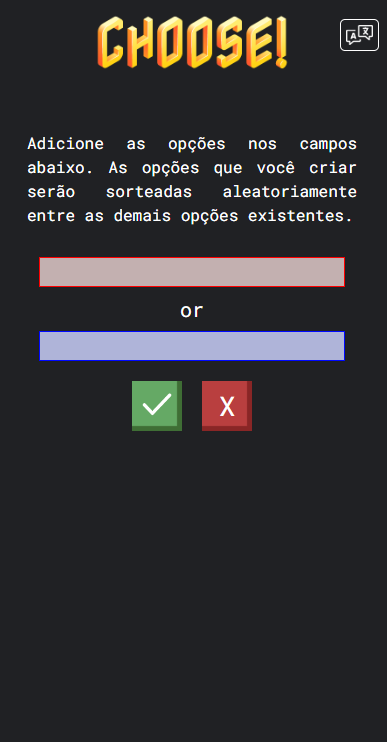 CHOOSE!
Adicione as opções nos campos
abaixo. As opções que você criar
serão sorteadas aleatoriamente
entre as demais opções existentes.
or
X